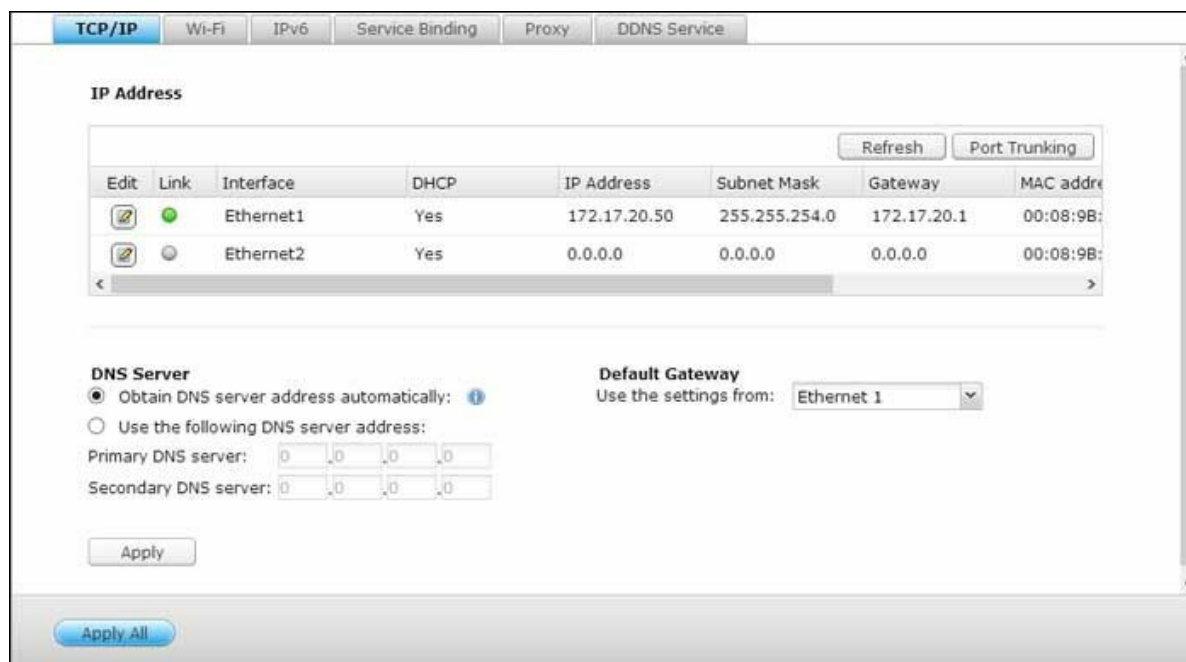 TCP/IP Wi-Fi IPv6 Service Binding Proxy DDNS Service
IP Address
Refresh Port Trunking
Edit Link Interface DHCP IP Address Subnet Mask Gateway MAC addre
Ethernet1 Yes 172.17.20.50 255.255.254.0 172.17.20.1 00:08:9B:
Ethernet2 Yes 0.0.0.0 0.0.0.0 0.0.0.0 00:08:9B:
DNS Server Default Gateway
Obtain DNS server address automatically: Use the settings from: Ethernet 1
Use the following DNS server address:
Primary DNS server: 0 .0 .0 .0
Secondary DNS server: 0 .0 .0 .0
Apply
Apply All